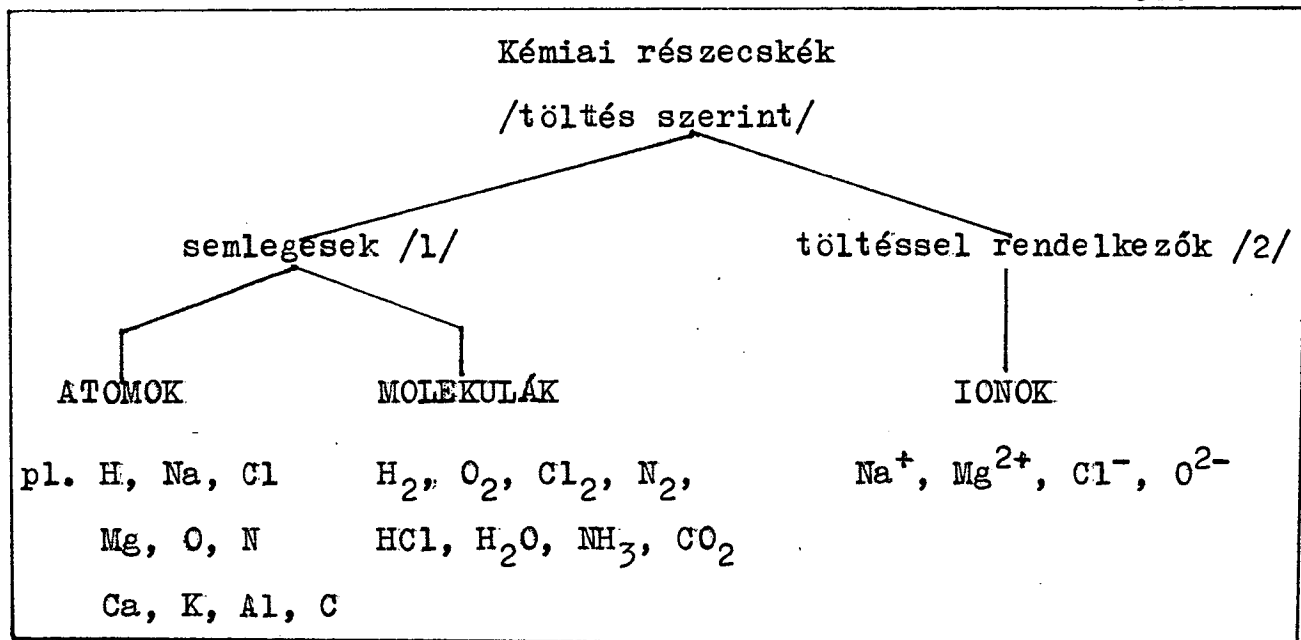 Kémiai részecskék
/töltés szerint/
semlegesek /1/ töltéssel rendelkezők /2/
ATOMOK MOLEKULÁK IONOK
pl. H, Na, Cl H₂, O₂, Cl₂, N₂, Na⁺, Mg²⁺, Cl⁻, O²⁻
Mg, O, N HCl, H₂O, NH₃, CO₂
Ca, K, Al, C